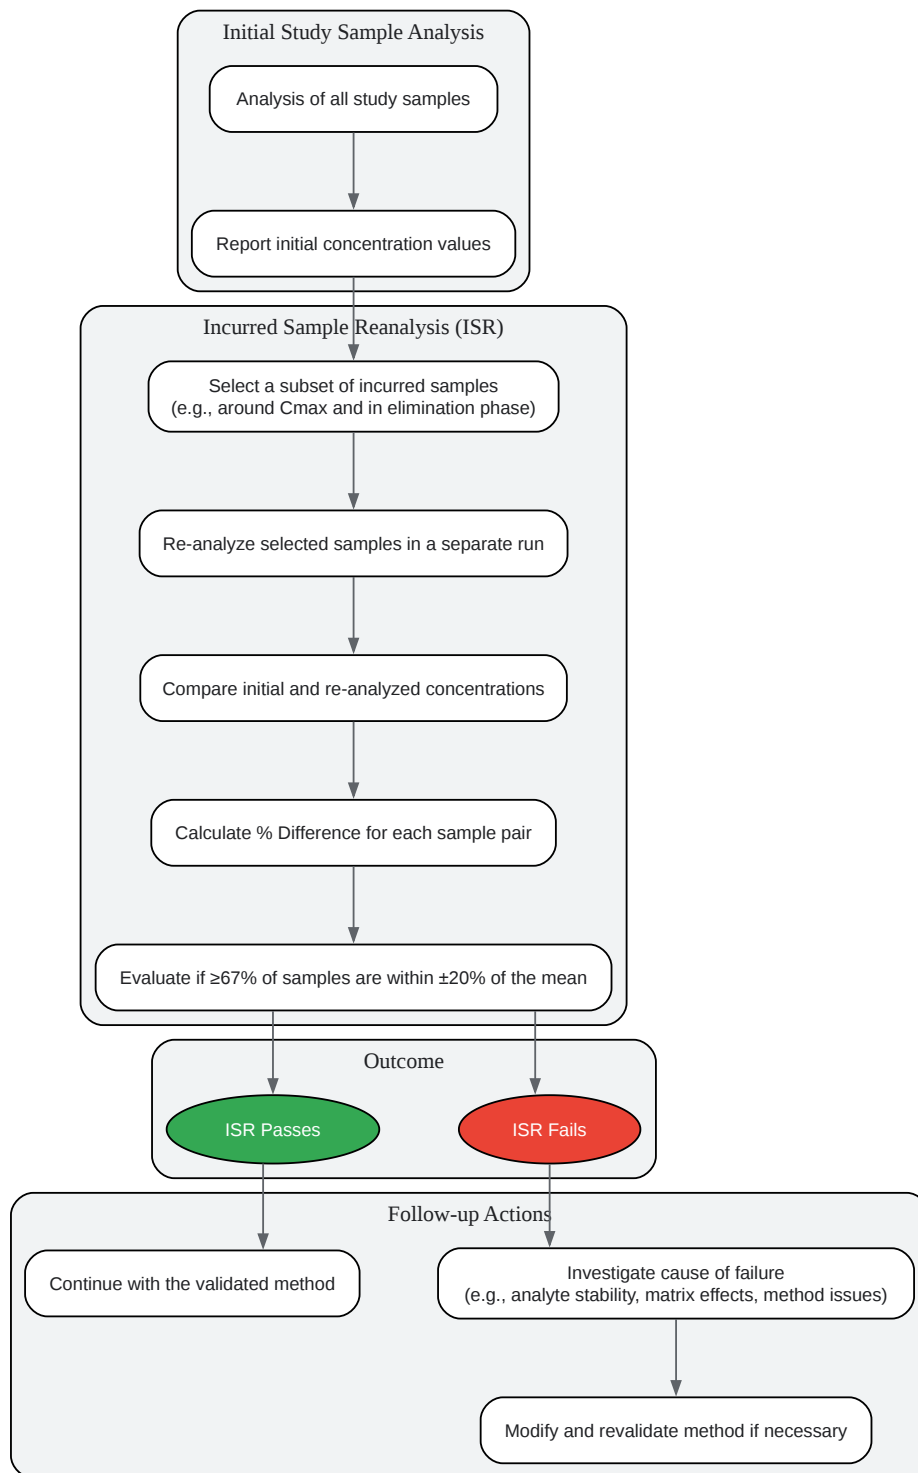 Initial Study Sample Analysis
Analysis of all study samples
Report initial concentration values
Incurred Sample Reanalysis (ISR)
Select a subset of incurred samples
(e.g., around Cmax and in elimination phase)
Re-analyze selected samples in a separate run
Compare initial and re-analyzed concentrations
Calculate % Difference for each sample pair
Evaluate if ≥67% of samples are within ±20% of the mean
Outcome
ISR Passes
ISR Fails
Follow-up Actions
Continue with the validated method
Investigate cause of failure
(e.g., analyte stability, matrix effects, method issues)
Modify and revalidate method if necessary